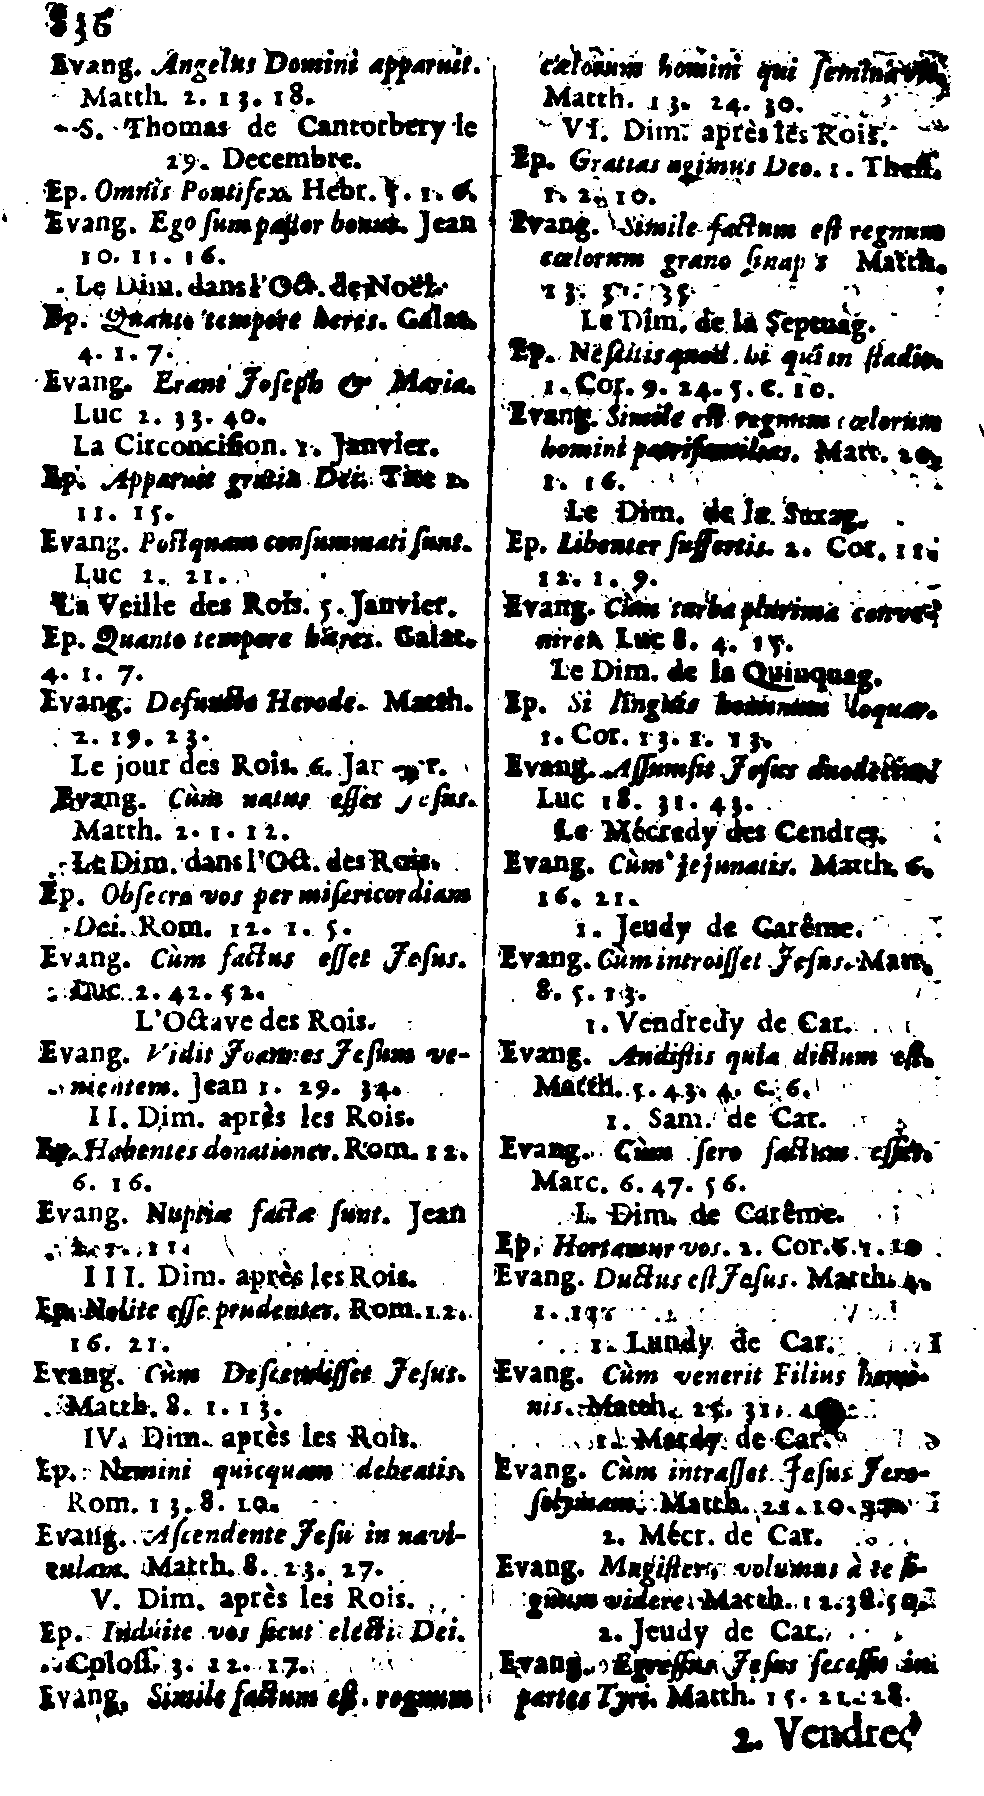 836
Evang. Angelus Domini apparuit.
Matth. 2. 13. 18.
S. Thomas de Cantorbery le
29. Decembre.
Ep. Omnis Pontifex. Hebr. 5. 1. 6.
Evang. Ego ſum paſtor bonus. Jean
10. 11. 16.
Le Dim. dans l'Oct. de Noël.
Ep. Quanto tempore heres. Galat.
4. 1. 7.
Evang. Erant Joſeph & Maria.
Luc 2. 33. 40.
La Circonciſion. 1. Janvier.
Ep. Apparuit gratia Dei. Tite 2.
11. 15.
Evang. Poſtquam conſummati ſunt.
Luc 2. 21.
La Veille des Rois. 5. Janvier.
Ep. Quanto tempore hæres. Galat.
4. 1. 7.
Evang. Defuncto Herode. Matth.
2. 19. 23.
Le jour des Rois. 6. Jar r.
Evang. Cùm natus eſſet Jeſus.
Matth. 2. 1. 12.
Le Dim. dans l'Oct. des Rois.
Ep. Obſecro vos per miſericordiam
Dei. Rom. 12. 1. 5.
Evang. Cùm factus eſſet Jeſus.
Luc 2. 42. 52.
L'Octave des Rois.
Evang. Vidit Joannes Jeſum ve-
nientem. Jean 1. 29. 34.
II. Dim. après les Rois.
Ep. Habentes donationes. Rom. 12.
6. 16.
Evang. Nuptiæ factæ ſunt. Jean
11.
III. Dim. après les Rois.
Ep. Nolite eſſe prudentes. Rom. 12.
16. 21.
Evang. Cùm Deſcendiſſet Jeſus.
Matth. 8. 1. 13.
IV. Dim. après les Rois.
Ep. Nemini quicquam debeatis.
Rom. 13. 8. 10.
Evang. Aſcendente Jeſu in navi-
culam. Matth. 8. 23. 27.
V. Dim. après les Rois.
Ep. Induite vos ſicut electi Dei.
Coloſſ. 3. 12. 17.
Evang. Simile factum eſt regnum
cœlorum homini qui ſeminavit.
Matth. 13. 24. 30.
VI. Dim. après les Rois.
Ep. Gratias agimus Deo. 1. Theſſ.
1. 2. 10.
Evang. Simile factum eſt regnum
cœlorum grano ſinap s Matth.
13. 31. 35
Le Dim. de la Septuag.
Ep. Neſcitis quod hi qui in ſtadio.
1. Cor. 9. 24. 5. c. 10.
Evang. Simile eſt regnum cœlorum
homini patrifamilias. Matt. 20.
1. 16.
Le Dim. de la Sexag.
Ep. Libenter ſuffertis. 2. Cor. 11.
12. 1. 9.
Evang. Cùm turba plurima conve-
niret Luc 8. 4. 15.
Le Dim. de la Quinquag.
Ep. Si linguis hominum loquar.
1. Cor. 13. 1. 13.
Evang. Aſſumſit Jeſus duodecim
Luc 18. 31. 43.
Le Mécredy des Cendres.
Evang. Cùm jejunatis. Matth. 6.
16. 21.
1. Jeudy de Carême.
Evang. Cùm introiſſet Jeſus. Matt.
8. 5. 13.
1. Vendredy de Car.
Evang. Audiſtis quia dictum eſt.
Matth. 5. 43. 4. c. 6.
1. Sam. de Car.
Evang. Cùm ſero factum eſſet.
Marc. 6. 47. 56.
I. Dim. de Carême.
Ep. Hortamur vos. 2. Cor. 6. 1. 10
Evang. Ductus eſt Jeſus. Matth. 4.
1. 11.
1. Lundy de Car.
Evang. Cùm venerit Filius homi-
nis. Matth. 25. 31.
1. Mardy de Car.
Evang. Cùm intraſſet Jeſus Jero-
ſolymam. Matth. 21. 10. 17.
2. Mécr. de Car.
Evang. Magiſter, volumus à te ſi-
gnum videre. Matth. 12. 38. 50.
2. Jeudy de Car.
Evang. Egreſſus Jeſus ſeceſſit in
partes Tyri. Matth. 15. 21. 28.
2. Vendred